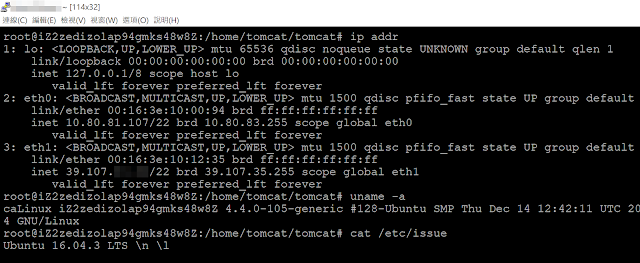 ~ - [114x32]
連線(C) 編輯(E) 檢視(V) 視窗(W) 選項(O) 說明(H)
root@iZ2zedizolap94gmks48w8Z:/home/tomcat/tomcat# ip addr
1: lo: <LOOPBACK,UP,LOWER_UP> mtu 65536 qdisc noqueue state UNKNOWN group default qlen 1
link/loopback 00:00:00:00:00:00 brd 00:00:00:00:00:00
inet 127.0.0.1/8 scope host lo
valid_lft forever preferred_lft forever
2: eth0: <BROADCAST,MULTICAST,UP,LOWER_UP> mtu 1500 qdisc pfifo_fast state UP group default
link/ether 00:16:3e:10:00:94 brd ff:ff:ff:ff:ff:ff
inet 10.80.81.107/22 brd 10.80.83.255 scope global eth0
valid_lft forever preferred_lft forever
3: eth1: <BROADCAST,MULTICAST,UP,LOWER_UP> mtu 1500 qdisc pfifo_fast state UP group default
link/ether 00:16:3e:10:12:35 brd ff:ff:ff:ff:ff:ff
inet 39.107. /22 brd 39.107.35.255 scope global eth1
valid_lft forever preferred_lft forever
root@iZ2zedizolap94gmks48w8Z:/home/tomcat/tomcat# uname -a
caLinux iZ2zedizolap94gmks48w8Z 4.4.0-105-generic #128-Ubuntu SMP Thu Dec 14 12:42:11 UTC 20
4 GNU/Linux
root@iZ2zedizolap94gmks48w8Z:/home/tomcat/tomcat# cat /etc/issue
Ubuntu 16.04.3 LTS \n \l